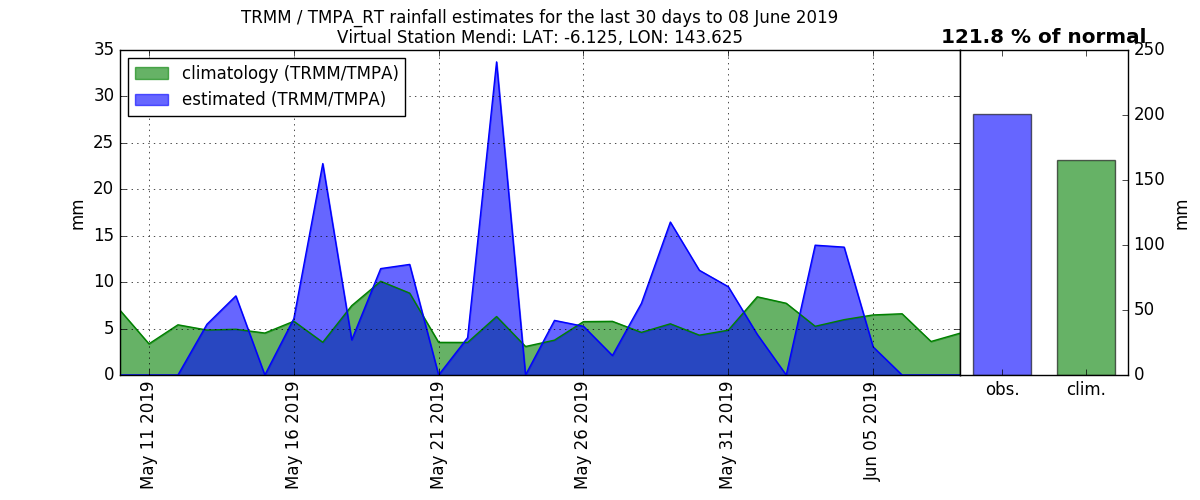 TRMM / TMPA_RT rainfall estimates for the last 30 days to 08 June 2019
Virtual Station Mendi: LAT: -6.125, LON: 143.625
121.8 % of normal
climatology (TRMM/TMPA)
estimated (TRMM/TMPA)
mm
35
30
25
20
15
10
5
0
May 11 2019
May 16 2019
May 21 2019
May 26 2019
May 31 2019
Jun 05 2019
250
200
150
100
50
0
mm
obs.
clim.